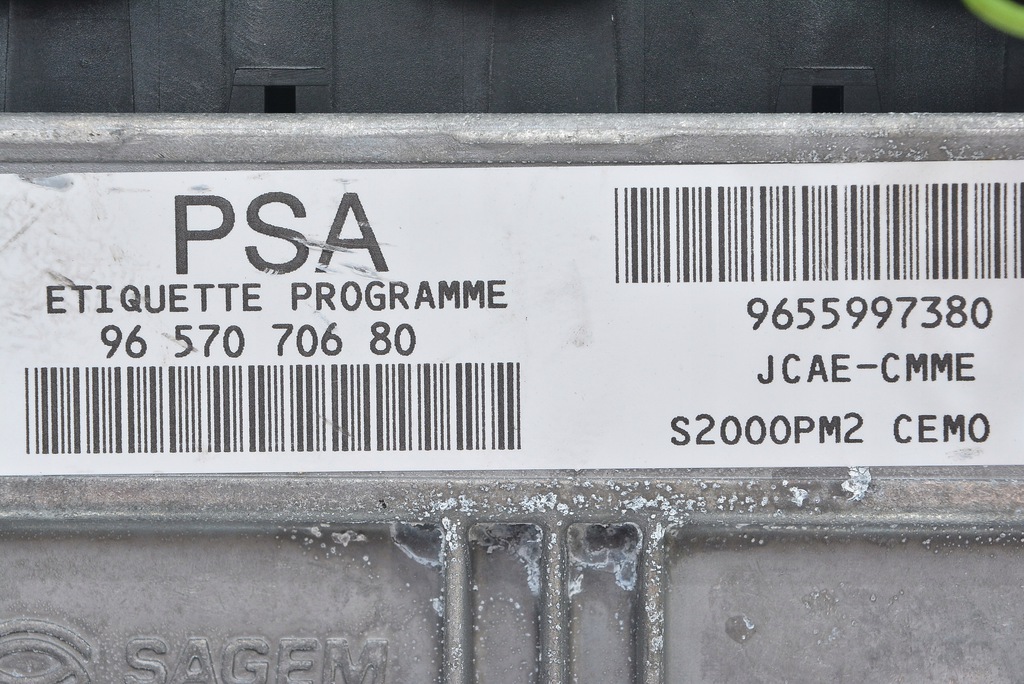 PSA
ETIQUETTE PROGRAMME
96 570 706 80
9655997380
JCAE-CMME
S2000PM2 CEMO
SAGEM